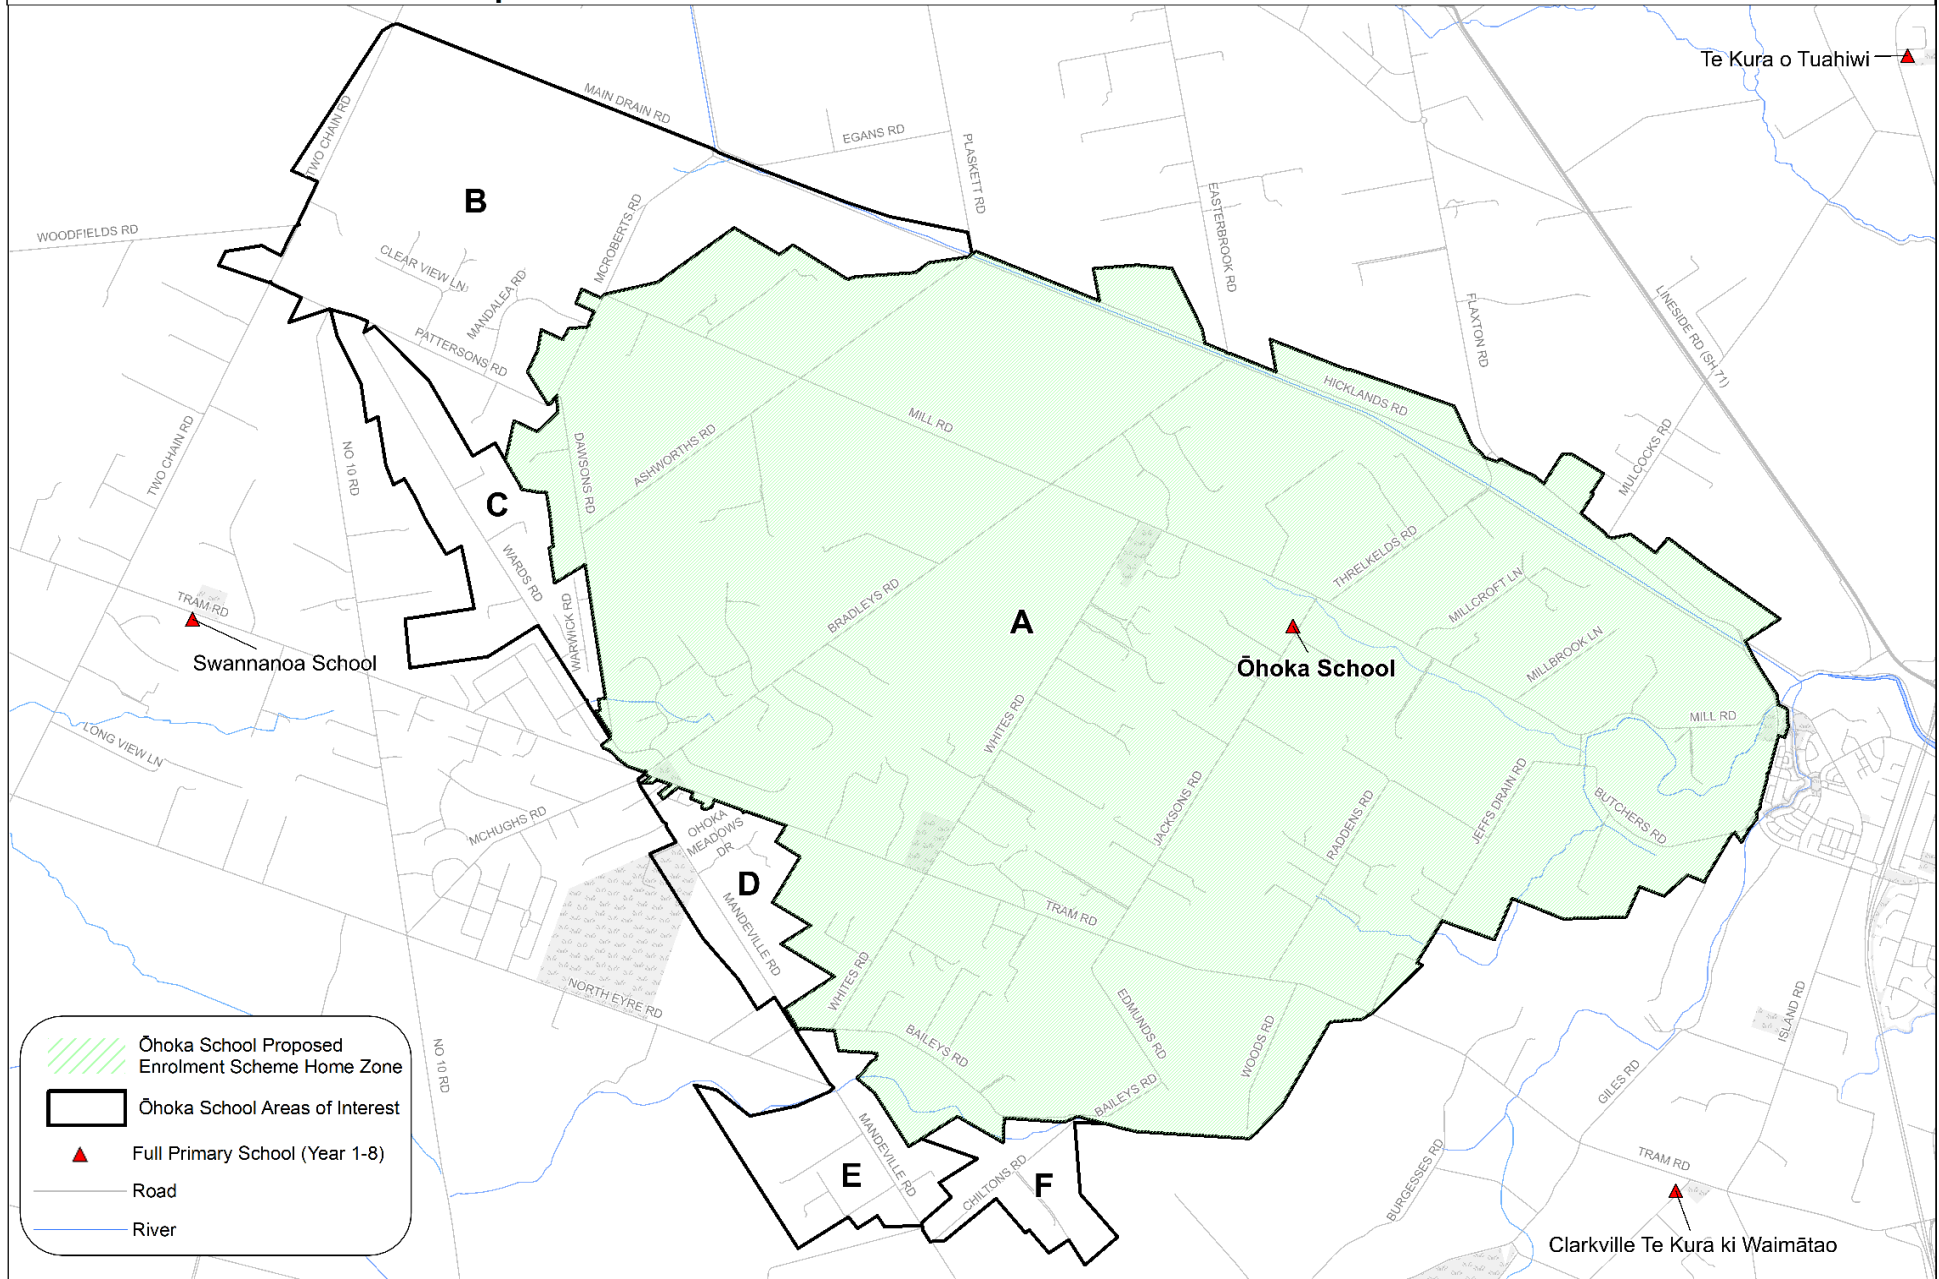 Te Kura o Tuahiwi
MAIN DRAIN RD
EGANS RD
TWO CHAIN RD
PLASKETT RD
B
EASTERBROOK RD
WOODFIELDS RD
MCROBERTS RD
CLEAR VIEW LN
MANDALEA RD
FLAXTON RD
LINESIDE RD (SH 71)
PATTERSONS RD
HICKLANDS RD
MILL RD
DAWSONS RD
ASHWORTHS RD
NO 10 RD
TWO CHAIN RD
MULCOCKS RD
C
WARDS RD
THRELKELDS RD
MILLCROFT LN
BRADLEYS RD
WARWICK RD
TRAM RD
A
MILLBROOK LN
Swannanoa School
Ōhoka School
WHITES RD
MILL RD
LONG VIEW LN
MCHUGHS RD
JACKSONS RD
RADDENS RD
JEFFS DRAIN RD
BUTCHERS RD
OHOKA
MEADOWS
DR
D
MANDEVILLE RD
TRAM RD
WHITES RD
NORTH EYRE RD
EDMUNDS RD
WOODS RD
ISLAND RD
BAILEYS RD
BAILEYS RD
GILES RD
NO 10 RD
MANDEVILLE RD
E
CHILTONS RD
F
BURGESSES RD
TRAM RD
Clarkville Te Kura ki Waimātao
Ōhoka School Proposed
Enrolment Scheme Home Zone
Ōhoka School Areas of Interest
Full Primary School (Year 1-8)
Road
River